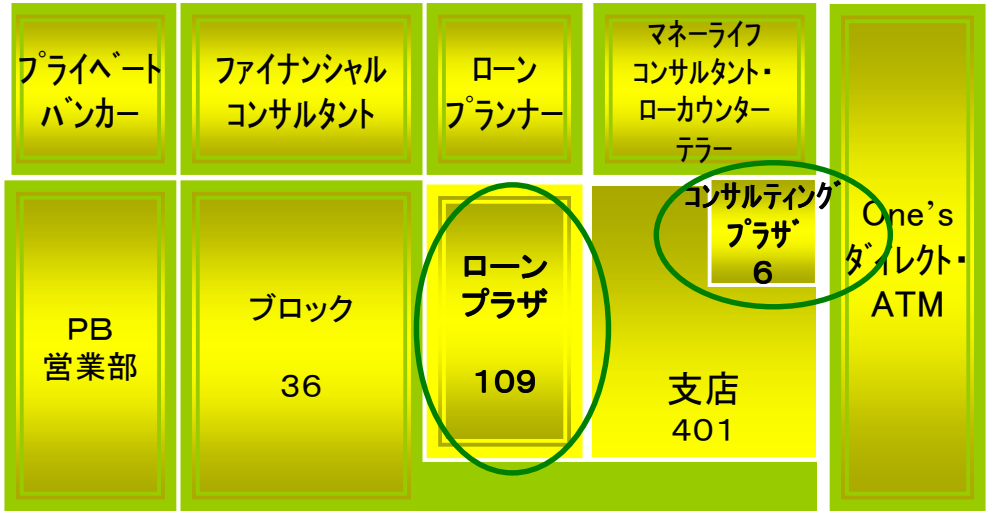 プライベート
バンカー
ファイナンシャル
コンサルタント
ローン
プランナー
マネーライフ
コンサルタント・
ローカウンター
テラー
PB
営業部
ブロック
36
ローン
プラザ
109
コンサルティング
プラザ
6
支店
401
One’s
ダイレクト・
ATM